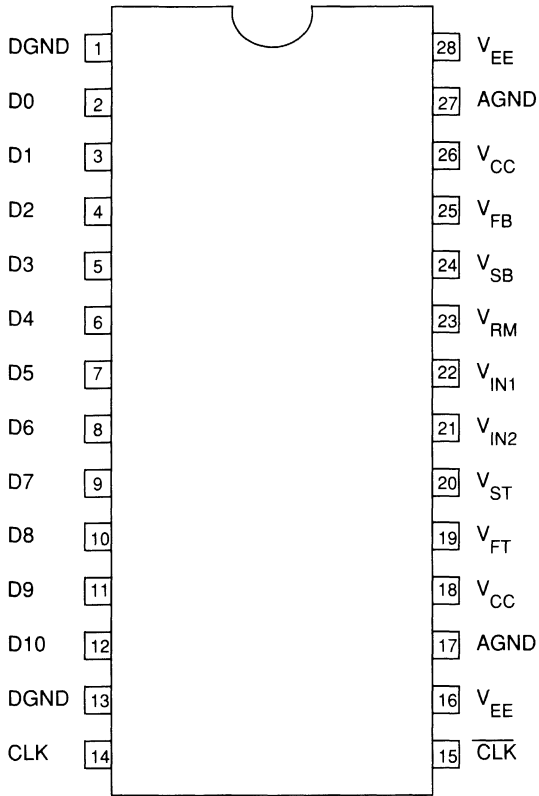 DGND 1 28 VEE
D0 2 27 AGND
D1 3 26 VCC
D2 4 25 VFB
D3 5 24 VSB
D4 6 23 VRM
D5 7 22 VIN1
D6 8 21 VIN2
D7 9 20 VST
D8 10 19 VFT
D9 11 18 VCC
D10 12 17 AGND
DGND 13 16 VEE
CLK 14 15 C̅L̅K̅